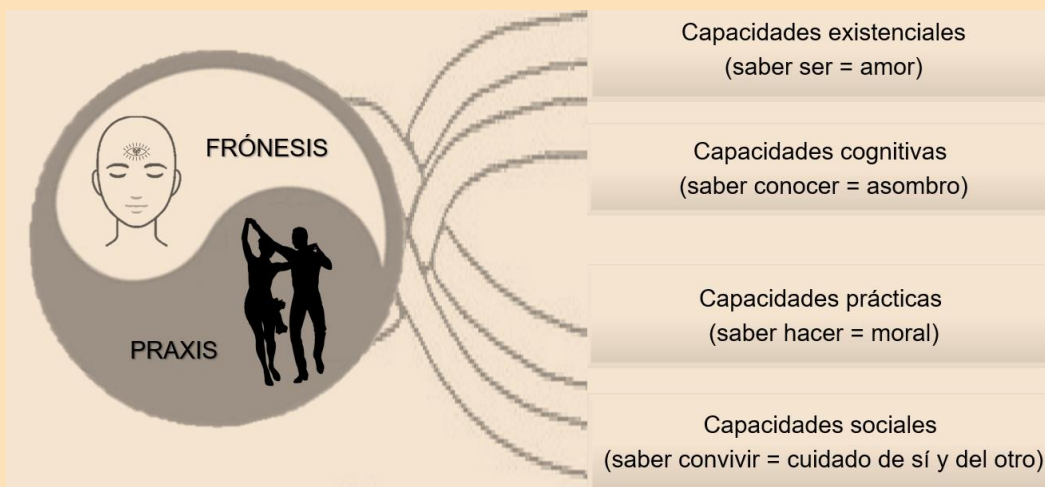 FRÓNESIS
PRAXIS
Capacidades existenciales
(saber ser = amor)
Capacidades cognitivas
(saber conocer = asombro)
Capacidades prácticas
(saber hacer = moral)
Capacidades sociales
(saber convivir = cuidado de sí y del otro)